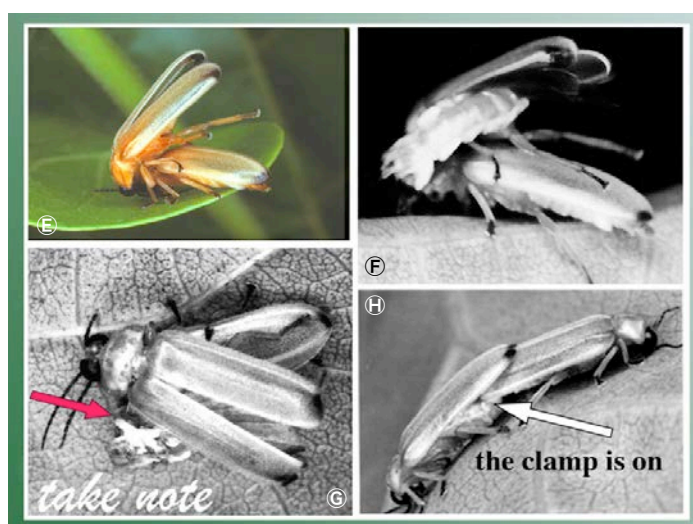 Ⓔ
Ⓕ
take note
Ⓖ
Ⓗ
the clamp is on